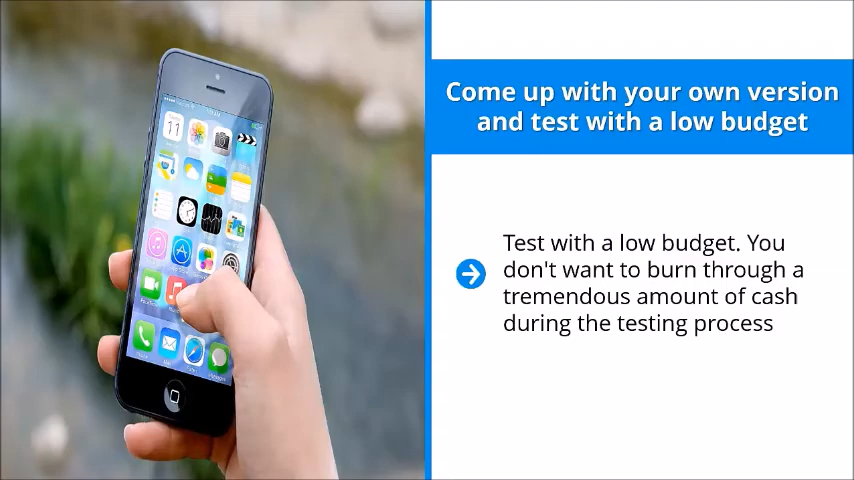 Come up with your own version
and test with a low budget
Test with a low budget. You
don't want to burn through a
tremendous amount of cash
during the testing process
11